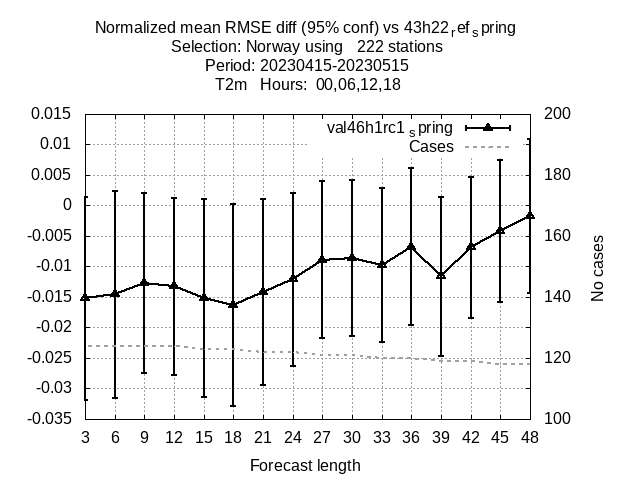 Normalized mean RMSE diff (95% conf) vs 43h22refspring
Selection: Norway using   222 stations
Period: 20230415-20230515
T2m   Hours:  00,06,12,18
val46h1rc1spring
Cases
0.015
0.01
0.005
0
-0.005
-0.01
-0.015
-0.02
-0.025
-0.03
-0.035
200
180
160
140
120
100
No cases
3 6 9 12 15 18 21 24 27 30 33 36 39 42 45 48
Forecast length